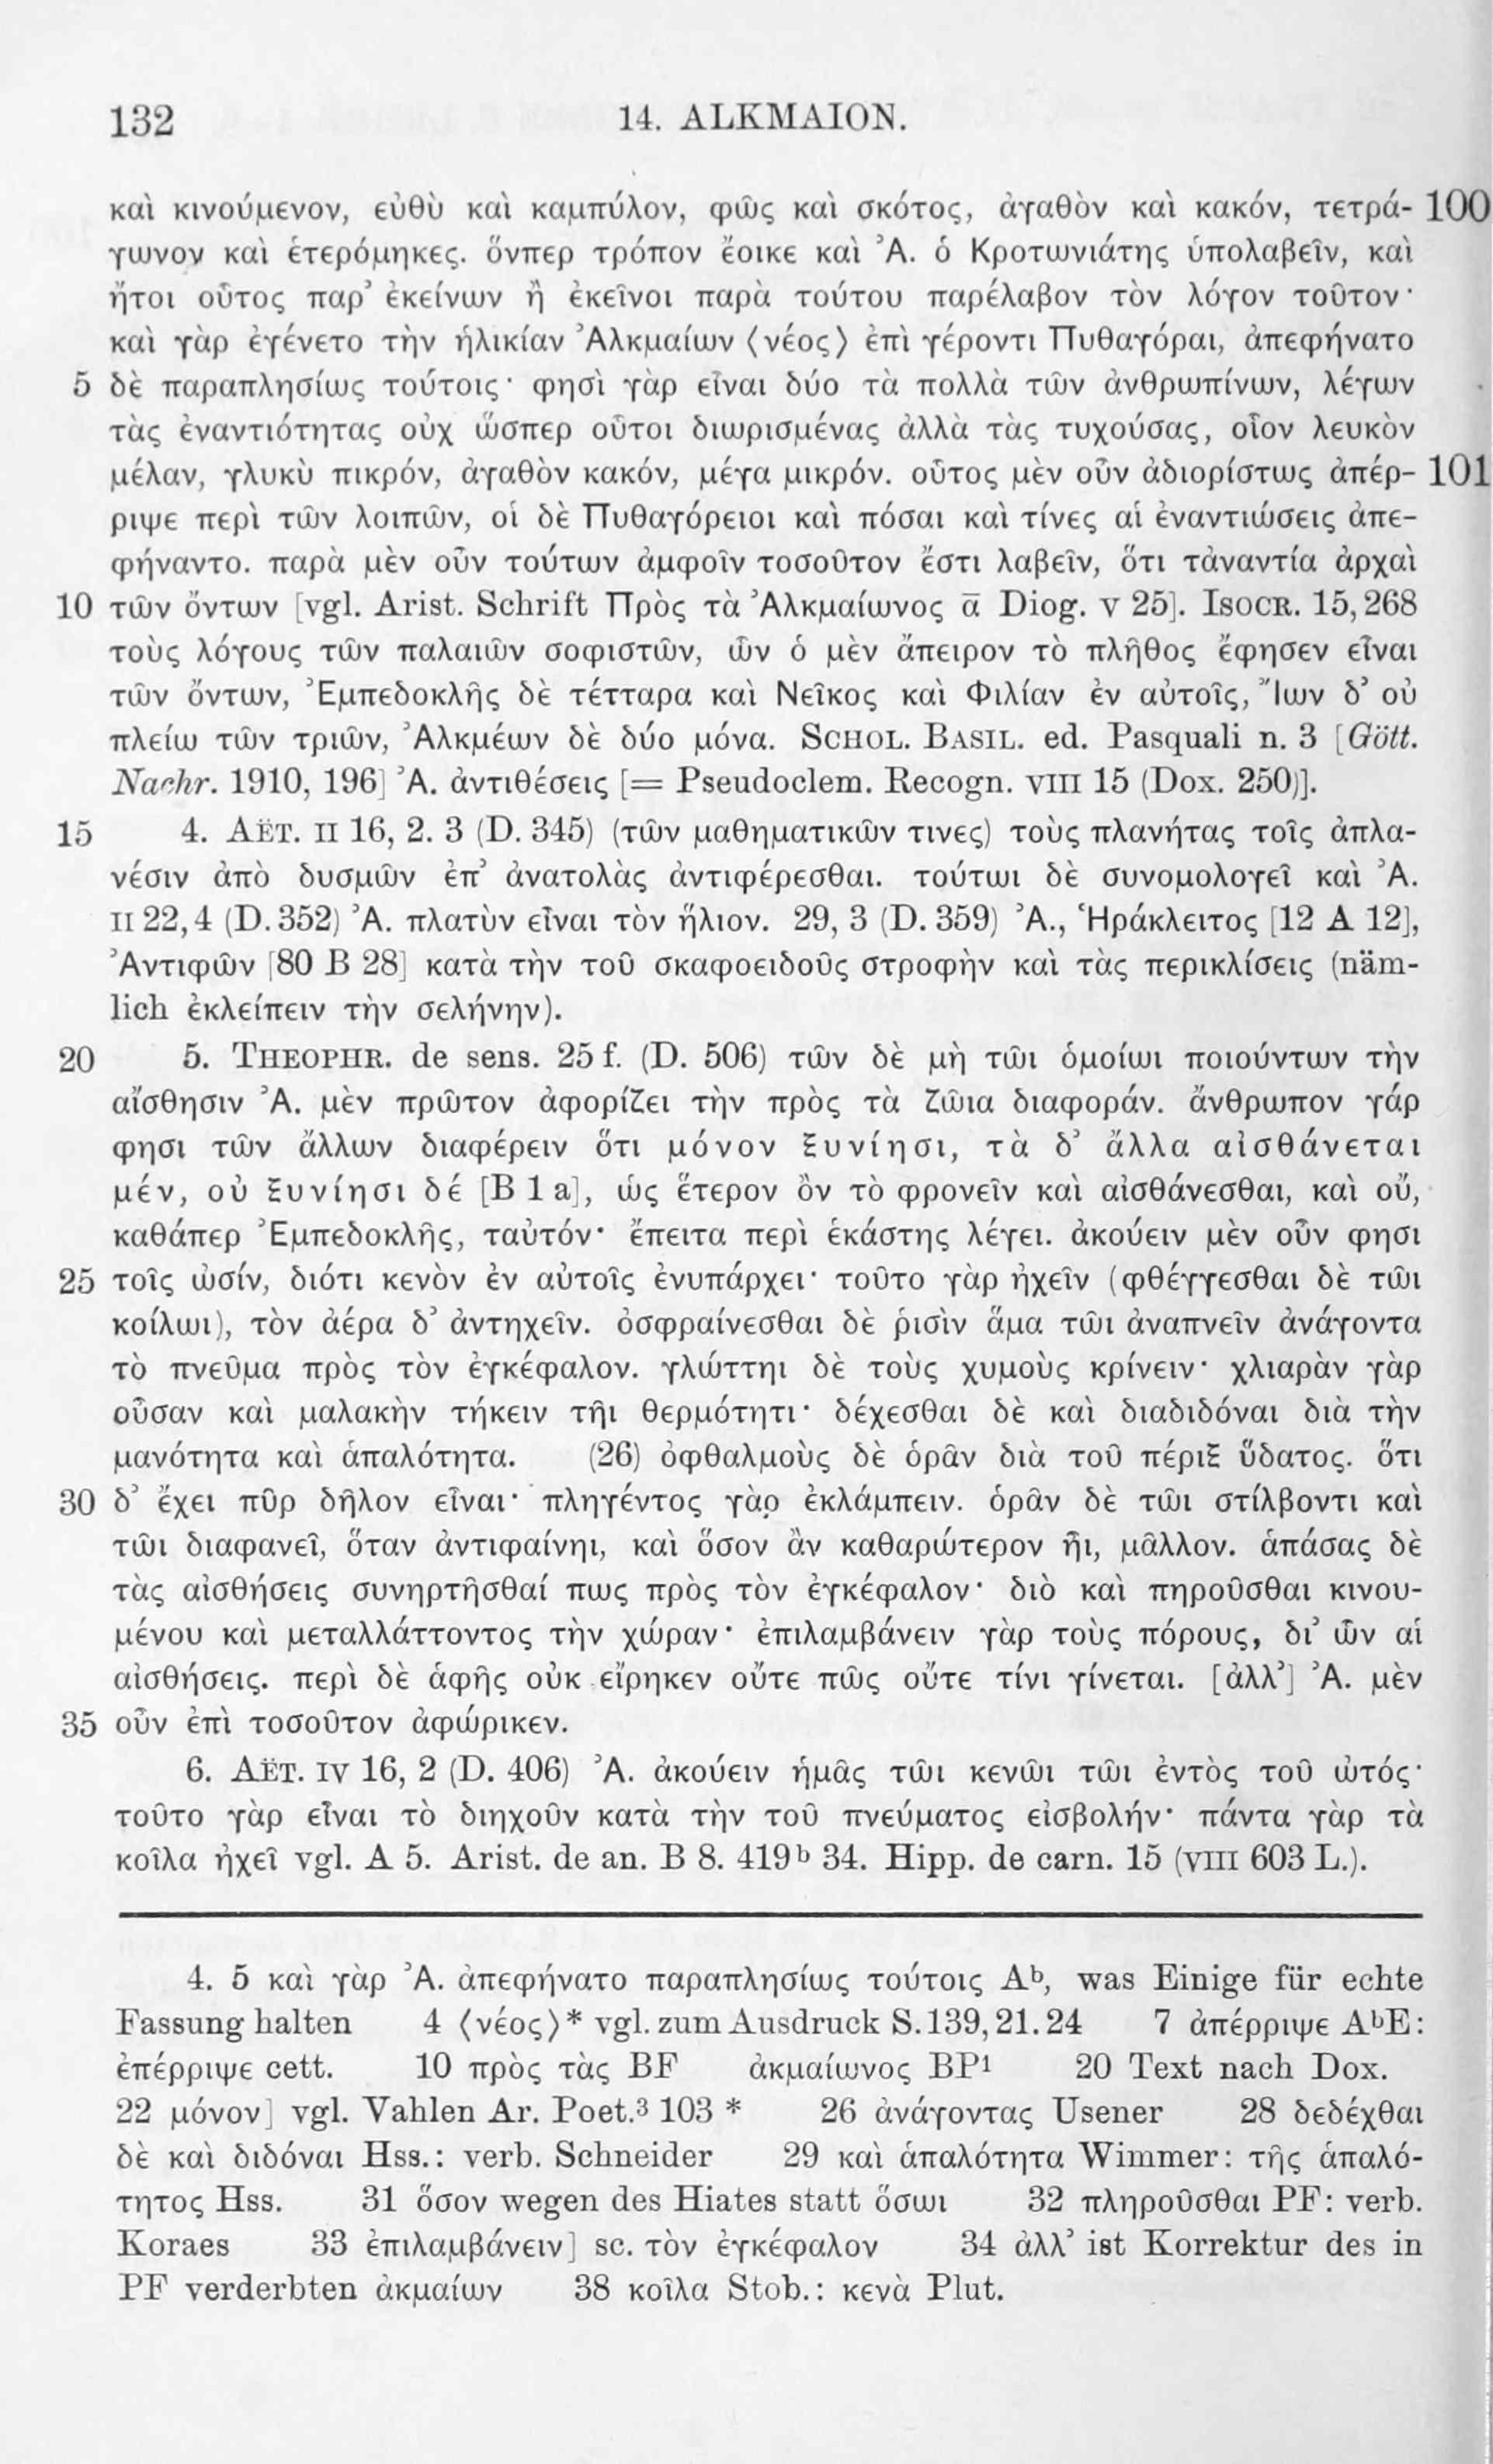 132 14. ALKMAION.
καὶ κινούμενον, εὐθὺ καὶ καμπύλον, φῶς καὶ σκότος, ἀγαθὸν καὶ κακόν, τετρά- 100
γωνον καὶ ἑτερόμηκες. ὅνπερ τρόπον ἔοικε καὶ Ἀ. ὁ Κροτωνιάτης ὑπολαβεῖν, καὶ
ἤτοι οὗτος παρ’ ἐκείνων ἢ ἐκεῖνοι παρὰ τούτου παρέλαβον τὸν λόγον τοῦτον·
καὶ γὰρ ἐγένετο τὴν ἡλικίαν Ἀλκμαίων ⟨νέος⟩ ἐπὶ γέροντι Πυθαγόραι, ἀπεφήνατο
5 δὲ παραπλησίως τούτοις· φησὶ γὰρ εἶναι δύο τὰ πολλὰ τῶν ἀνθρωπίνων, λέγων
τὰς ἐναντιότητας οὐχ ὥσπερ οὗτοι διωρισμένας ἀλλὰ τὰς τυχούσας, οἷον λευκὸν
μέλαν, γλυκὺ πικρόν, ἀγαθὸν κακόν, μέγα μικρόν. οὗτος μὲν οὖν ἀδιορίστως ἀπέρ- 101
ριψε περὶ τῶν λοιπῶν, οἱ δὲ Πυθαγόρειοι καὶ πόσαι καὶ τίνες αἱ ἐναντιώσεις ἀπε-
φήναντο. παρὰ μὲν οὖν τούτων ἀμφοῖν τοσοῦτον ἔστι λαβεῖν, ὅτι τἀναντία ἀρχαὶ
10 τῶν ὄντων [vgl. Arist. Schrift Πρὸς τὰ Ἀλκμαίωνος ᾱ Diog. V 25]. ISOCR. 15, 268
τοὺς λόγους τῶν παλαιῶν σοφιστῶν, ὧν ὁ μὲν ἄπειρον τὸ πλῆθος ἔφησεν εἶναι
τῶν ὄντων, Ἐμπεδοκλῆς δὲ τέτταρα καὶ Νεῖκος καὶ Φιλίαν ἐν αὐτοῖς, Ἴων δ’ οὐ
πλείω τῶν τριῶν, Ἀλκμέων δὲ δύο μόνα. SCHOL. BASIL. ed. Pasquali n. 3 [Gött.
Nachr. 1910, 196] Ἀ. ἀντιθέσεις [= Pseudoclem. Recogn. VIII 15 (Dox. 250)].
15 4. AËT. II 16, 2. 3 (D. 345) (τῶν μαθηματικῶν τινες) τοὺς πλανήτας τοῖς ἀπλα-
νέσιν ἀπὸ δυσμῶν ἐπ’ ἀνατολὰς ἀντιφέρεσθαι. τούτωι δὲ συνομολογεῖ καὶ Ἀ.
II 22, 4 (D. 352) Ἀ. πλατὺν εἶναι τὸν ἥλιον. 29, 3 (D. 359) Ἀ., Ἡράκλειτος [12 A 12],
Ἀντιφῶν [80 B 28] κατὰ τὴν τοῦ σκαφοειδοῦς στροφὴν καὶ τὰς περικλίσεις (näm-
lich ἐκλείπειν τὴν σελήνην).
20 5. THEOPHR. de sens. 25 f. (D. 506) τῶν δὲ μὴ τῶι ὁμοίωι ποιούντων τὴν
αἴσθησιν Ἀ. μὲν πρῶτον ἀφορίζει τὴν πρὸς τὰ ζῶια διαφοράν. ἄνθρωπον γάρ
φησι τῶν ἄλλων διαφέρειν ὅτι μόνον ξυνίησι, τὰ δ’ ἄλλα αἰσθάνεται
μέν, οὐ ξυνίησι δέ [B 1 a], ὡς ἕτερον ὂν τὸ φρονεῖν καὶ αἰσθάνεσθαι, καὶ οὔ,
καθάπερ Ἐμπεδοκλῆς, ταὐτόν· ἔπειτα περὶ ἑκάστης λέγει. ἀκούειν μὲν οὖν φησι
25 τοῖς ὠσίν, διότι κενὸν ἐν αὐτοῖς ἐνυπάρχει· τοῦτο γὰρ ἠχεῖν (φθέγγεσθαι δὲ τῶι
κοίλωι), τὸν ἀέρα δ’ ἀντηχεῖν. ὀσφραίνεσθαι δὲ ῥισὶν ἅμα τῶι ἀναπνεῖν ἀνάγοντα
τὸ πνεῦμα πρὸς τὸν ἐγκέφαλον. γλώττηι δὲ τοὺς χυμοὺς κρίνειν· χλιαρὰν γὰρ
οὖσαν καὶ μαλακὴν τήκειν τῆι θερμότητι· δέχεσθαι δὲ καὶ διαδιδόναι διὰ τὴν
μανότητα καὶ ἁπαλότητα. (26) ὀφθαλμοὺς δὲ ὁρᾶν διὰ τοῦ πέριξ ὕδατος. ὅτι
30 δ’ ἔχει πῦρ δῆλον εἶναι· πληγέντος γὰρ ἐκλάμπειν. ὁρᾶν δὲ τῶι στίλβοντι καὶ
τῶι διαφανεῖ, ὅταν ἀντιφαίνηι, καὶ ὅσον ἂν καθαρώτερον ἦι, μᾶλλον. ἁπάσας δὲ
τὰς αἰσθήσεις συνηρτῆσθαί πως πρὸς τὸν ἐγκέφαλον· διὸ καὶ πηροῦσθαι κινου-
μένου καὶ μεταλλάττοντος τὴν χώραν· ἐπιλαμβάνειν γὰρ τοὺς πόρους, δι’ ὧν αἱ
αἰσθήσεις. περὶ δὲ ἁφῆς οὐκ εἴρηκεν οὔτε πῶς οὔτε τίνι γίνεται. [ἀλλ’] Ἀ. μὲν
35 οὖν ἐπὶ τοσοῦτον ἀφώρικεν.
6. AËT. IV 16, 2 (D. 406) Ἀ. ἀκούειν ἡμᾶς τῶι κενῶι τῶι ἐντὸς τοῦ ὠτός·
τοῦτο γὰρ εἶναι τὸ διηχοῦν κατὰ τὴν τοῦ πνεύματος εἰσβολήν· πάντα γὰρ τὰ
κοῖλα ἠχεῖ vgl. A 5. Arist. de an. B 8. 419ᵇ 34. Hipp. de carn. 15 (VIII 603 L.).
4. 5 καὶ γὰρ Ἀ. ἀπεφήνατο παραπλησίως τούτοις Aᵇ, was Einige für echte
Fassung halten 4 ⟨νέος⟩* vgl. zum Ausdruck S. 139, 21. 24 7 ἀπέρριψε AᵇE:
ἐπέρριψε cett. 10 πρὸς τὰς BF ἀκμαίωνος BP¹ 20 Text nach Dox.
22 μόνον] vgl. Vahlen Ar. Poet.³ 103 * 26 ἀνάγοντας Usener 28 δεδέχθαι
δὲ καὶ διδόναι Hss.: verb. Schneider 29 καὶ ἁπαλότητα Wimmer: τῆς ἁπαλό-
τητος Hss. 31 ὅσον wegen des Hiates statt ὅσωι 32 πληροῦσθαι PF: verb.
Koraes 33 ἐπιλαμβάνειν] sc. τὸν ἐγκέφαλον 34 ἀλλ’ ist Korrektur des in
PF verderbten ἀκμαίων 38 κοῖλα Stob.: κενὰ Plut.